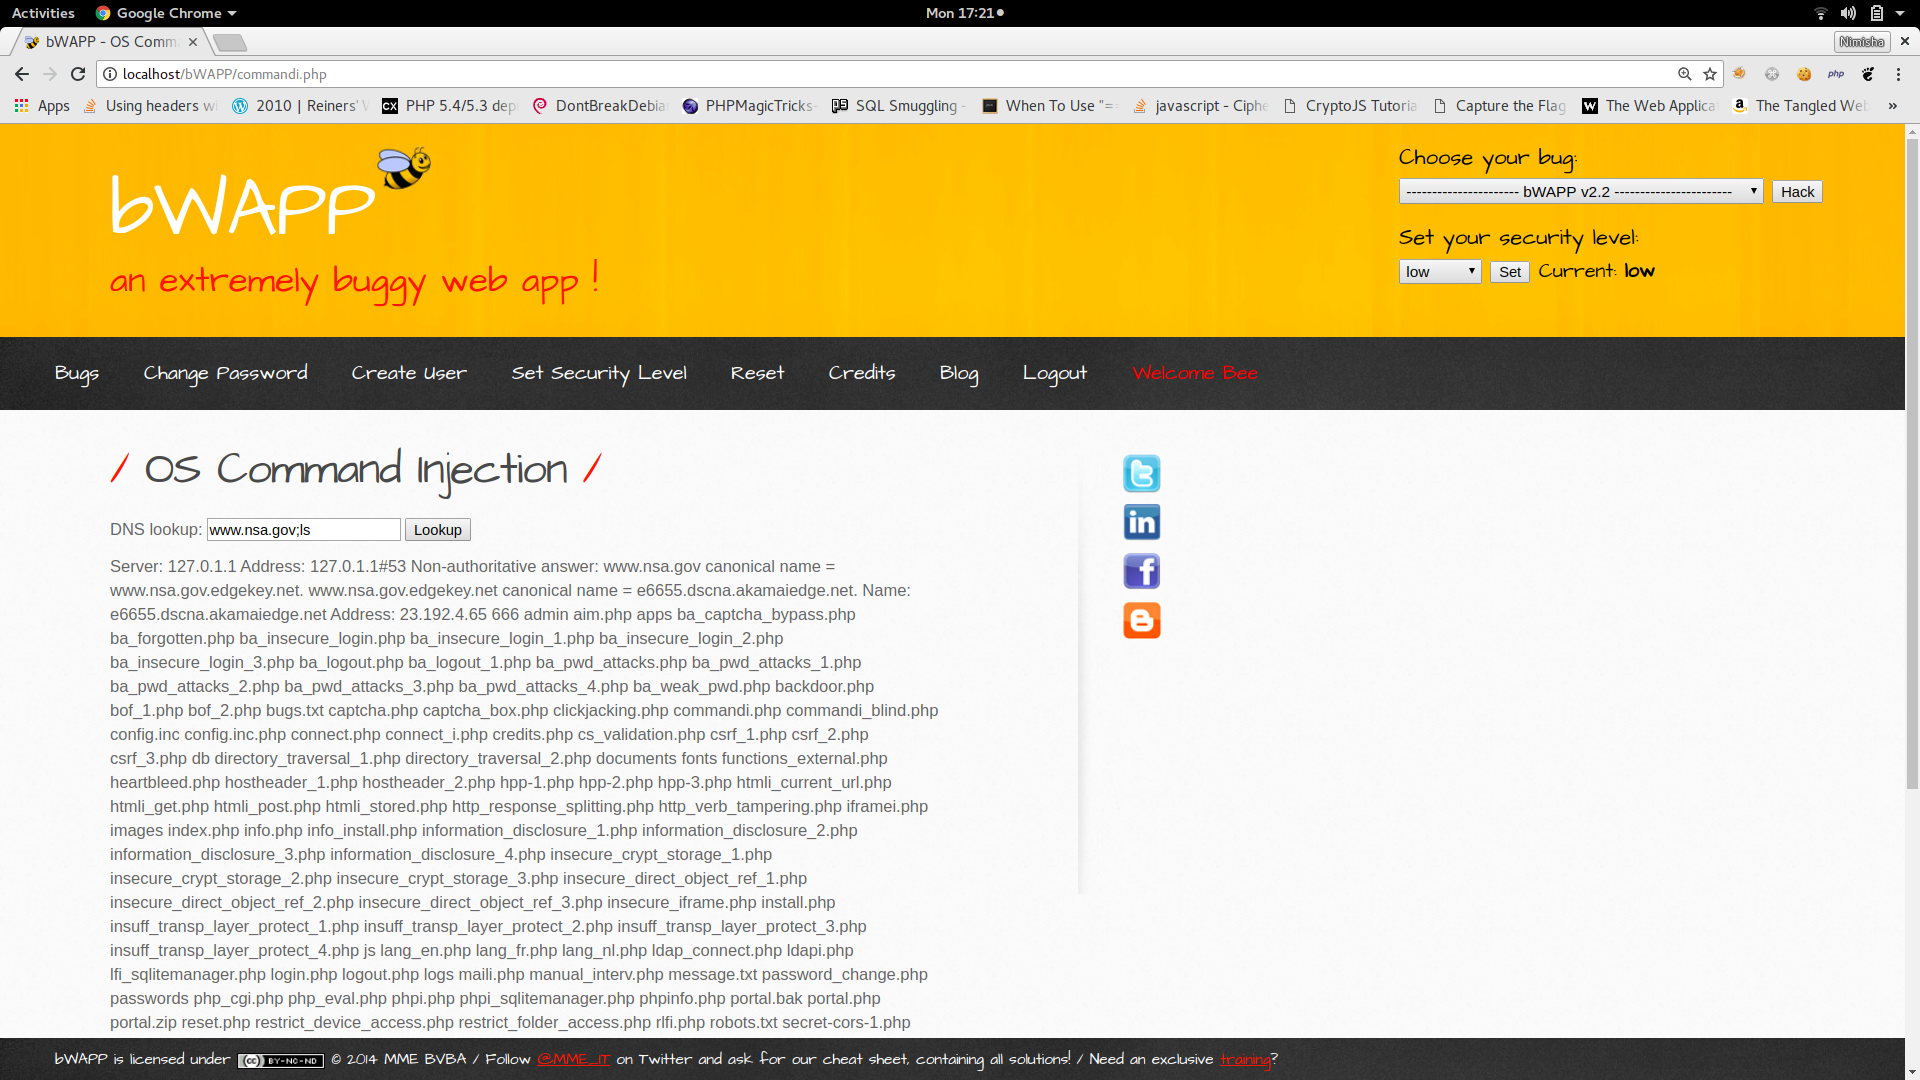 Activities Google Chrome Mon 17:21
bWAPP - OS Comm Nimisha
localhost/bWAPP/commandi.php php
Apps Using headers wi 2010 | Reiners' W PHP 5.4/5.3 dep DontBreakDebia PHPMagicTricks- SQL Smuggling - When To Use "== javascript - Ciphe CryptoJS Tutoria Capture the Flag The Web Applicat The Tangled Web »
bWAPP
an extremely buggy web app !
Choose your bug:
---------------------- bWAPP v2.2 ----------------------- Hack
Set your security level:
low Set Current: low
Bugs Change Password Create User Set Security Level Reset Credits Blog Logout Welcome Bee
/ OS Command Injection /
DNS lookup: www.nsa.gov;ls Lookup
Server: 127.0.1.1 Address: 127.0.1.1#53 Non-authoritative answer: www.nsa.gov canonical name =
www.nsa.gov.edgekey.net. www.nsa.gov.edgekey.net canonical name = e6655.dscna.akamaiedge.net. Name:
e6655.dscna.akamaiedge.net Address: 23.192.4.65 666 admin aim.php apps ba_captcha_bypass.php
ba_forgotten.php ba_insecure_login.php ba_insecure_login_1.php ba_insecure_login_2.php
ba_insecure_login_3.php ba_logout.php ba_logout_1.php ba_pwd_attacks.php ba_pwd_attacks_1.php
ba_pwd_attacks_2.php ba_pwd_attacks_3.php ba_pwd_attacks_4.php ba_weak_pwd.php backdoor.php
bof_1.php bof_2.php bugs.txt captcha.php captcha_box.php clickjacking.php commandi.php commandi_blind.php
config.inc config.inc.php connect.php connect_i.php credits.php cs_validation.php csrf_1.php csrf_2.php
csrf_3.php db directory_traversal_1.php directory_traversal_2.php documents fonts functions_external.php
heartbleed.php hostheader_1.php hostheader_2.php hpp-1.php hpp-2.php hpp-3.php htmli_current_url.php
htmli_get.php htmli_post.php htmli_stored.php http_response_splitting.php http_verb_tampering.php iframei.php
images index.php info.php info_install.php information_disclosure_1.php information_disclosure_2.php
information_disclosure_3.php information_disclosure_4.php insecure_crypt_storage_1.php
insecure_crypt_storage_2.php insecure_crypt_storage_3.php insecure_direct_object_ref_1.php
insecure_direct_object_ref_2.php insecure_direct_object_ref_3.php insecure_iframe.php install.php
insuff_transp_layer_protect_1.php insuff_transp_layer_protect_2.php insuff_transp_layer_protect_3.php
insuff_transp_layer_protect_4.php js lang_en.php lang_fr.php lang_nl.php ldap_connect.php ldapi.php
lfi_sqlitemanager.php login.php logout.php logs maili.php manual_interv.php message.txt password_change.php
passwords php_cgi.php php_eval.php phpi.php phpi_sqlitemanager.php phpinfo.php portal.bak portal.php
portal.zip reset.php restrict_device_access.php restrict_folder_access.php rlfi.php robots.txt secret-cors-1.php
bWAPP is licensed under cc BY-NC-ND © 2014 MME BVBA / Follow @MME_IT on Twitter and ask for our cheat sheet, containing all solutions! / Need an exclusive training?